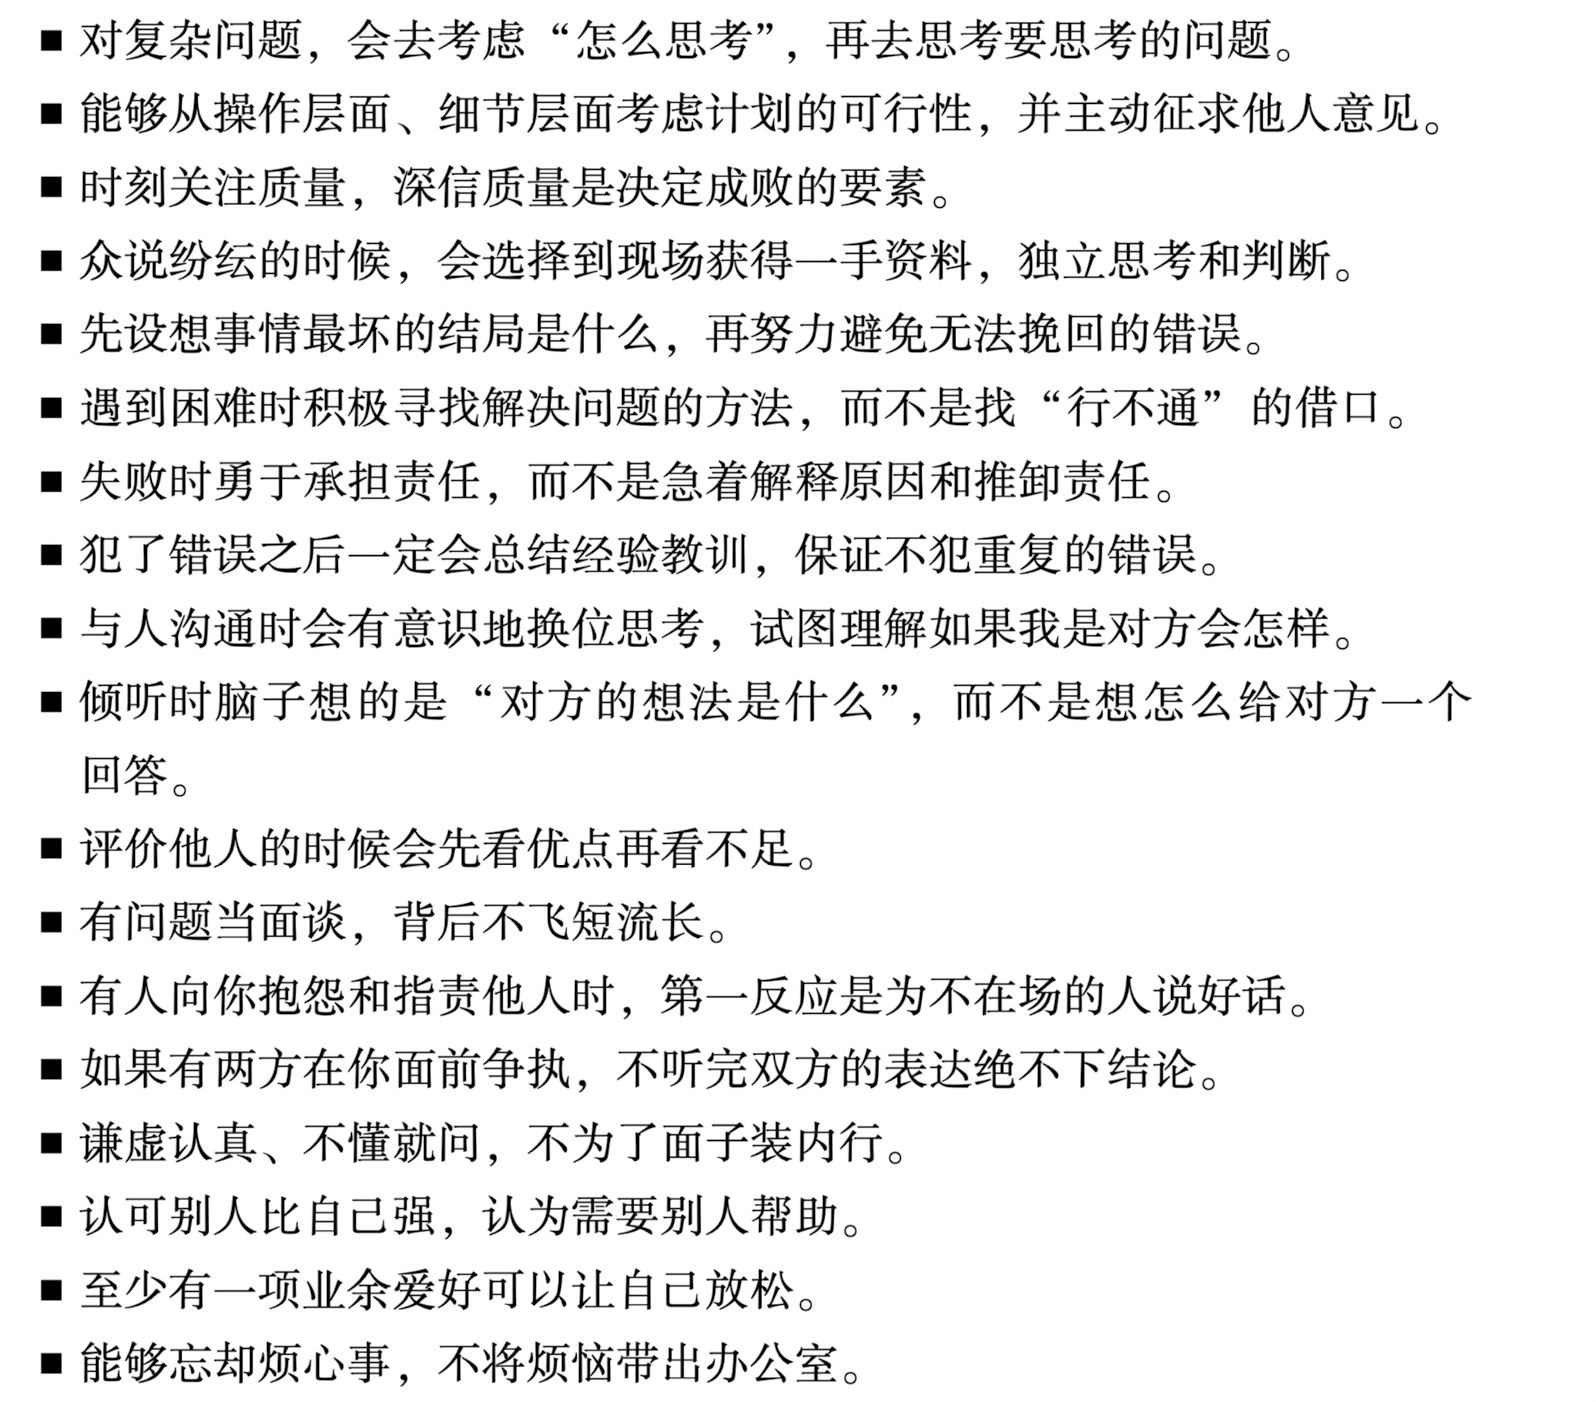 ■ 对复杂问题，会去考虑“怎么思考”，再去思考要思考的问题。
■ 能够从操作层面、细节层面考虑计划的可行性，并主动征求他人意见。
■ 时刻关注质量，深信质量是决定成败的要素。
■ 众说纷纭的时候，会选择到现场获得一手资料，独立思考和判断。
■ 先设想事情最坏的结局是什么，再努力避免无法挽回的错误。
■ 遇到困难时积极寻找解决问题的方法，而不是找“行不通”的借口。
■ 失败时勇于承担责任，而不是急着解释原因和推卸责任。
■ 犯了错误之后一定会总结经验教训，保证不犯重复的错误。
■ 与人沟通时会有意识地换位思考，试图理解如果我是对方会怎样。
■ 倾听时脑子想的是“对方的想法是什么”，而不是想怎么给对方一个
回答。
■ 评价他人的时候会先看优点再看不足。
■ 有问题当面谈，背后不飞短流长。
■ 有人向你抱怨和指责他人时，第一反应是为不在场的人说好话。
■ 如果有两方在你面前争执，不听完双方的表达绝不下结论。
■ 谦虚认真、不懂就问，不为了面子装内行。
■ 认可别人比自己强，认为需要别人帮助。
■ 至少有一项业余爱好可以让自己放松。
■ 能够忘却烦心事，不将烦恼带出办公室。